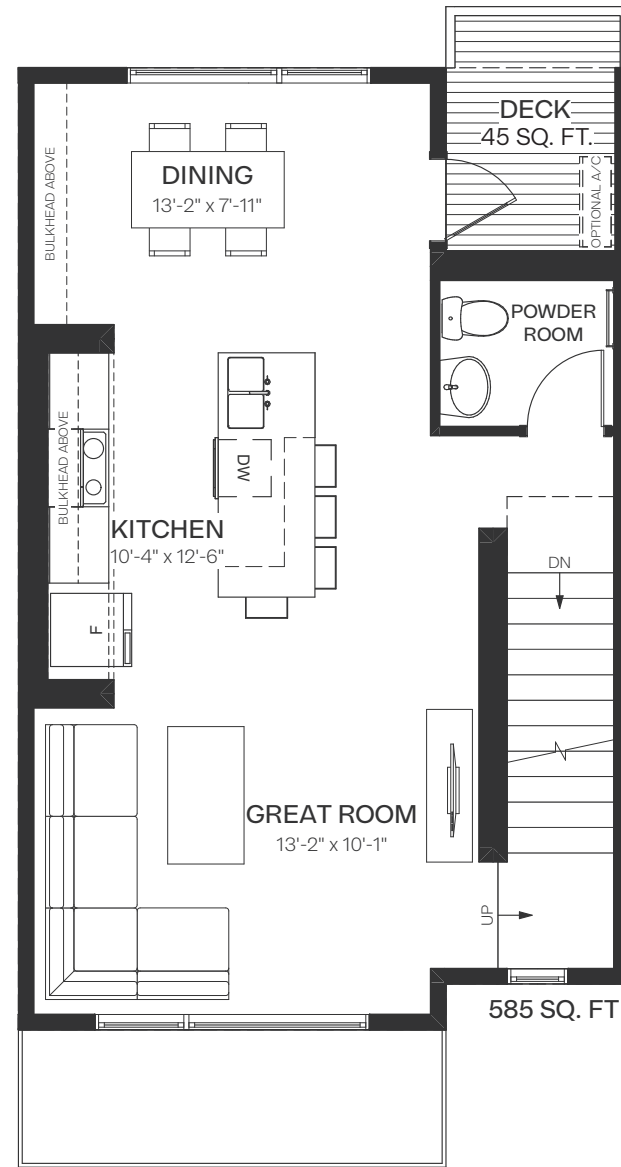 DECK
45 SQ. FT.
OPTIONAL A/C
BULKHEAD ABOVE
DINING
13'-2" x 7'-11"
POWDER
ROOM
BULKHEAD ABOVE
DW
KITCHEN
10'-4" x 12'-6"
DN
F
GREAT ROOM
13'-2" x 10'-1"
UP
585 SQ. FT